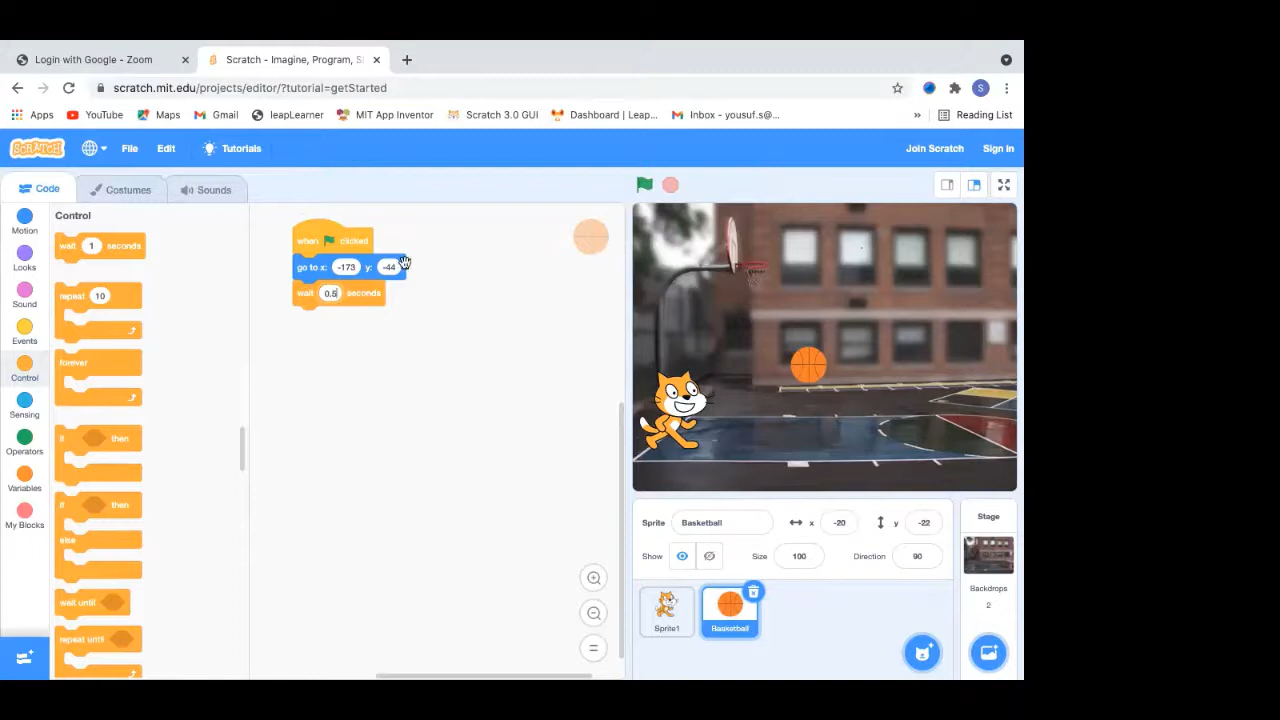 Login with Google - Zoom
Scratch - Imagine, Program, S
scratch.mit.edu/projects/editor/?tutorial=getStarted
S
Apps
YouTube
Maps
Gmail
leapLearner
MIT App Inventor
Scratch 3.0 GUI
Dashboard | Leap...
Inbox - yousuf.s@...
»
Reading List
SCRATCH
File
Edit
Tutorials
Join Scratch
Sign In
Code
Costumes
Sounds
Motion
Looks
Sound
Events
Control
Sensing
Operators
Variables
My Blocks
Control
wait 1 seconds
repeat 10
forever
if then
if then
else
wait until
repeat until
when clicked
go to x: -173 y: -44
wait 0.5 seconds
Sprite Basketball x -20 y -22
Show Size 100 Direction 90
Sprite1
Basketball
Stage
Backdrops
2